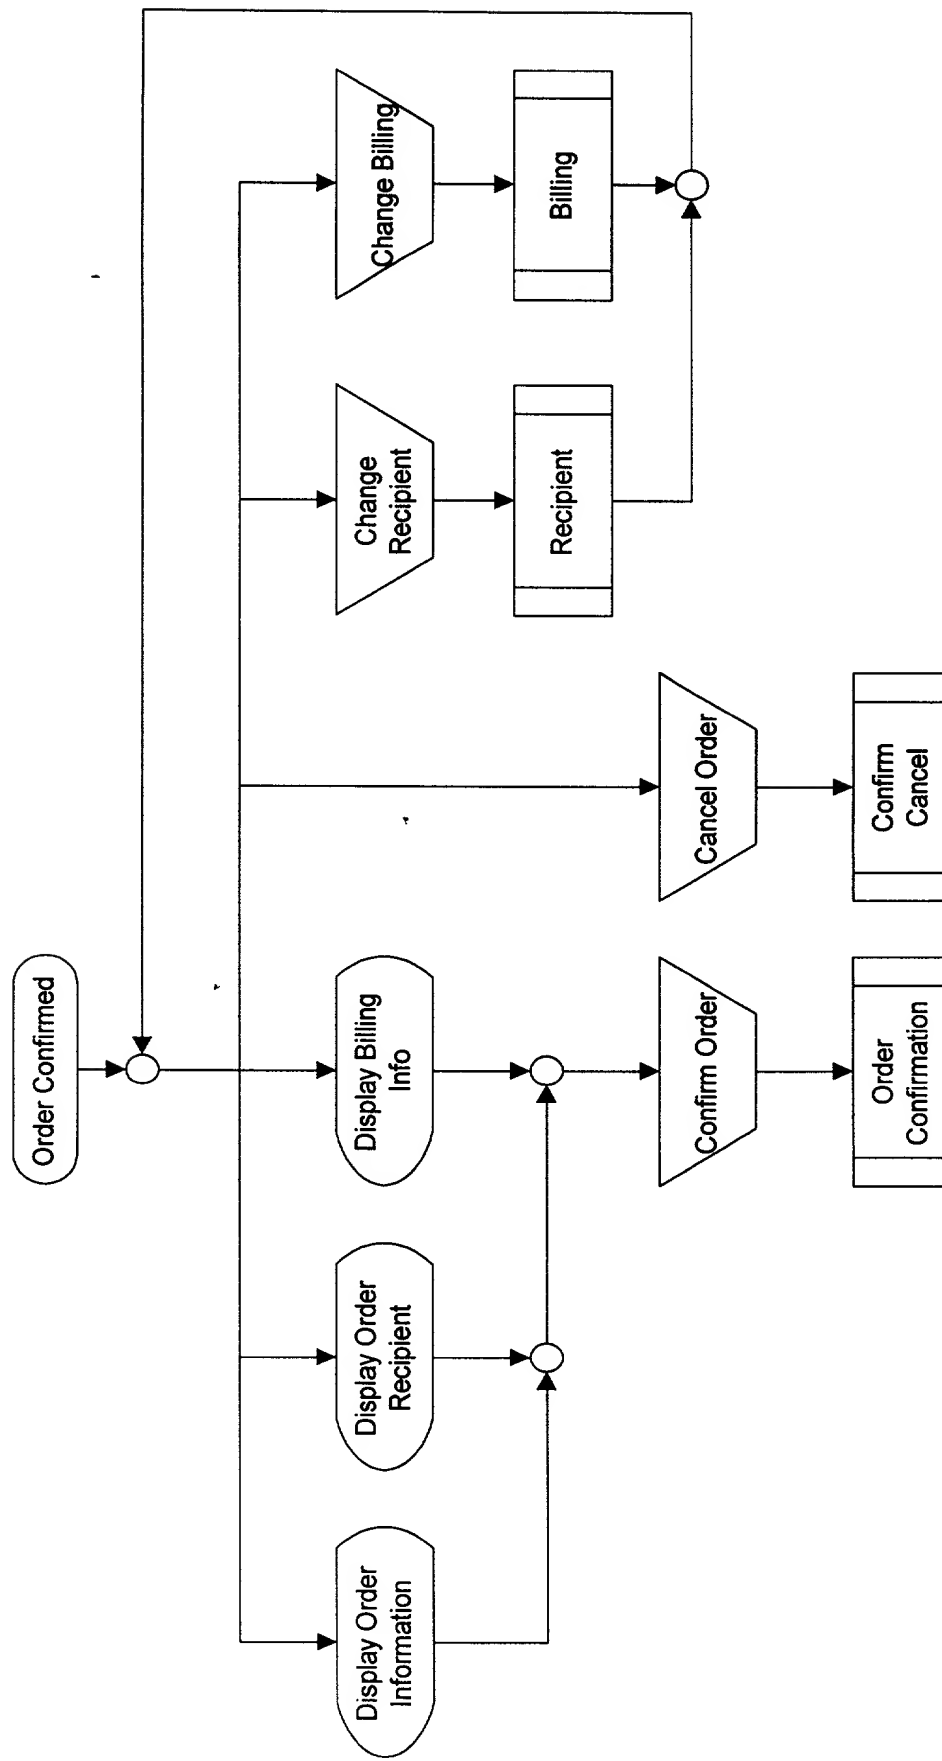 Order Confirmed
Display Order
Information
Display Order
Recipient
Display Billing
Info
Change
Recipient
Change Billing
Recipient
Billing
Confirm Order
Cancel Order
Order
Confirmation
Confirm
Cancel